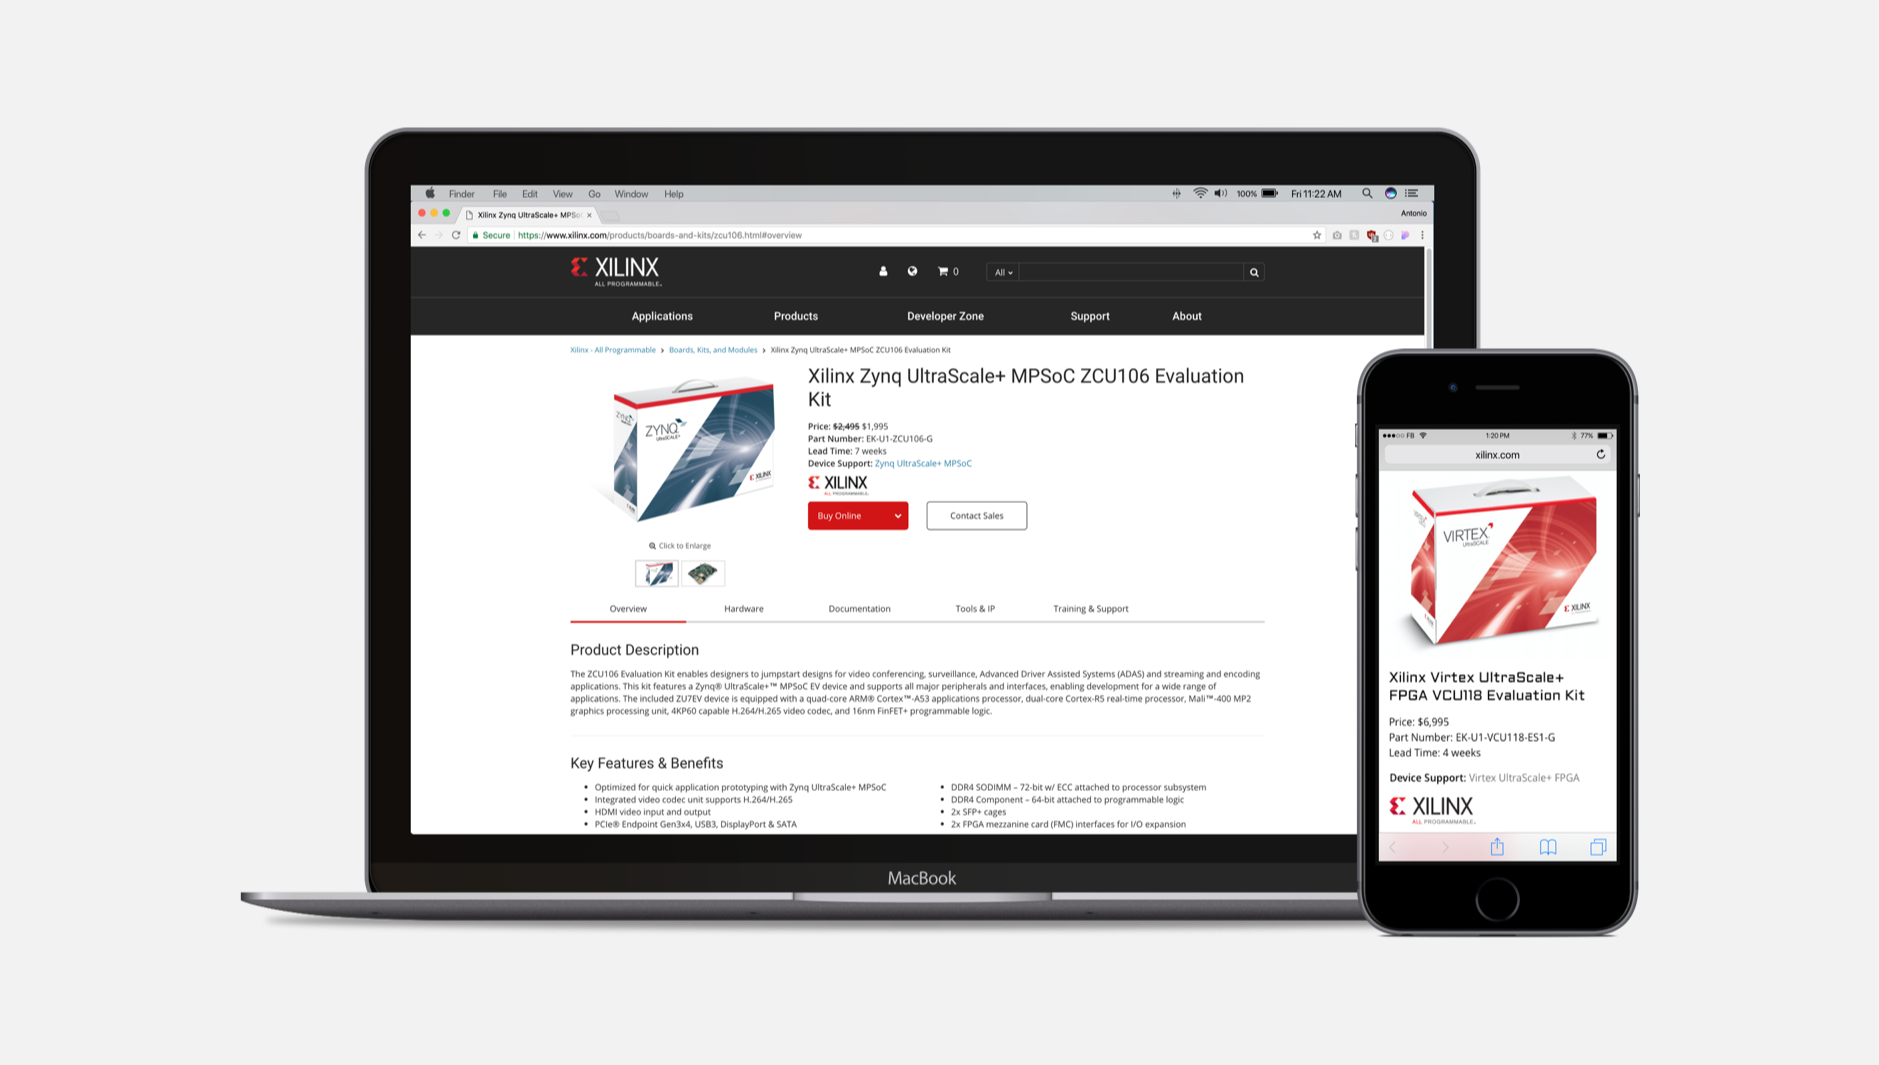 Finder File Edit View Go Window Help 100% Fri 11:22 AM
Xilinx Zynq UltraScale+ MPSoC × Antonio
Secure https://www.xilinx.com/products/boards-and-kits/zcu106.html#overview
XILINX
ALL PROGRAMMABLE™
0 All
Applications Products Developer Zone Support About
Xilinx - All Programmable > Boards, Kits, and Modules > Xilinx Zynq UltraScale+ MPSoC ZCU106 Evaluation Kit
ZYNQ
UltraSCALE+
XILINX
Xilinx Zynq UltraScale+ MPSoC ZCU106 Evaluation
Kit
Price: $2,495 $1,995
Part Number: EK-U1-ZCU106-G
Lead Time: 7 weeks
Device Support: Zynq UltraScale+ MPSoC
XILINX
ALL PROGRAMMABLE™
Buy Online Contact Sales
Click to Enlarge
Overview Hardware Documentation Tools & IP Training & Support
Product Description
The ZCU106 Evaluation Kit enables designers to jumpstart designs for video conferencing, surveillance, Advanced Driver Assisted Systems (ADAS) and streaming and encoding
applications. This kit features a Zynq® UltraScale+™ MPSoC EV device and supports all major peripherals and interfaces, enabling development for a wide range of
applications. The included ZU7EV device is equipped with a quad-core ARM® Cortex™-A53 applications processor, dual-core Cortex-R5 real-time processor, Mali™-400 MP2
graphics processing unit, 4KP60 capable H.264/H.265 video codec, and 16nm FinFET+ programmable logic.
Key Features & Benefits
• Optimized for quick application prototyping with Zynq UltraScale+ MPSoC
• Integrated video codec unit supports H.264/H.265
• HDMI video input and output
• PCIe® Endpoint Gen3x4, USB3, DisplayPort & SATA
• DDR4 SODIMM – 72-bit w/ ECC attached to processor subsystem
• DDR4 Component – 64-bit attached to programmable logic
• 2x SFP+ cages
• 2x FPGA mezzanine card (FMC) interfaces for I/O expansion
MacBook
FB 1:20 PM 77%
xilinx.com
VIRTEX
UltraSCALE
XILINX
Xilinx Virtex UltraScale+
FPGA VCU118 Evaluation Kit
Price: $6,995
Part Number: EK-U1-VCU118-ES1-G
Lead Time: 4 weeks
Device Support: Virtex UltraScale+ FPGA
XILINX
ALL PROGRAMMABLE™